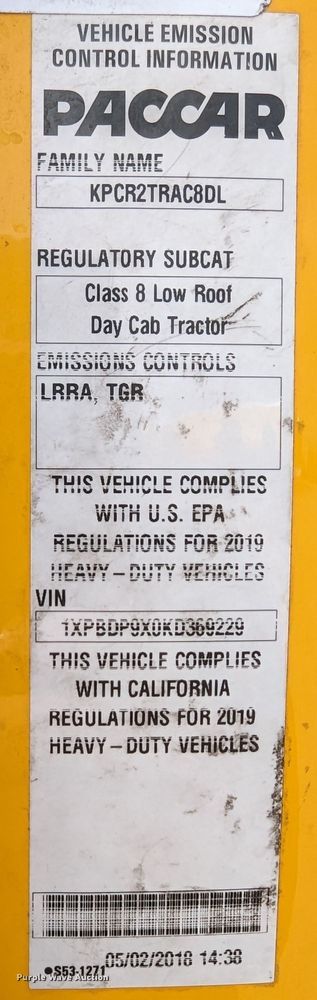 VEHICLE EMISSION
CONTROL INFORMATION
PACCAR
FAMILY NAME
KPCR2TRAC8DL
REGULATORY SUBCAT
Class 8 Low Roof
Day Cab Tractor
EMISSIONS CONTROLS
LRRA, TGR
THIS VEHICLE COMPLIES
WITH U.S. EPA
REGULATIONS FOR 2019
HEAVY-DUTY VEHICLES
VIN
1XPBDP9X0KD369229
THIS VEHICLE COMPLIES
WITH CALIFORNIA
REGULATIONS FOR 2019
HEAVY-DUTY VEHICLES
●S53-1271 05/02/2018 14:38
Purple Wave Auction